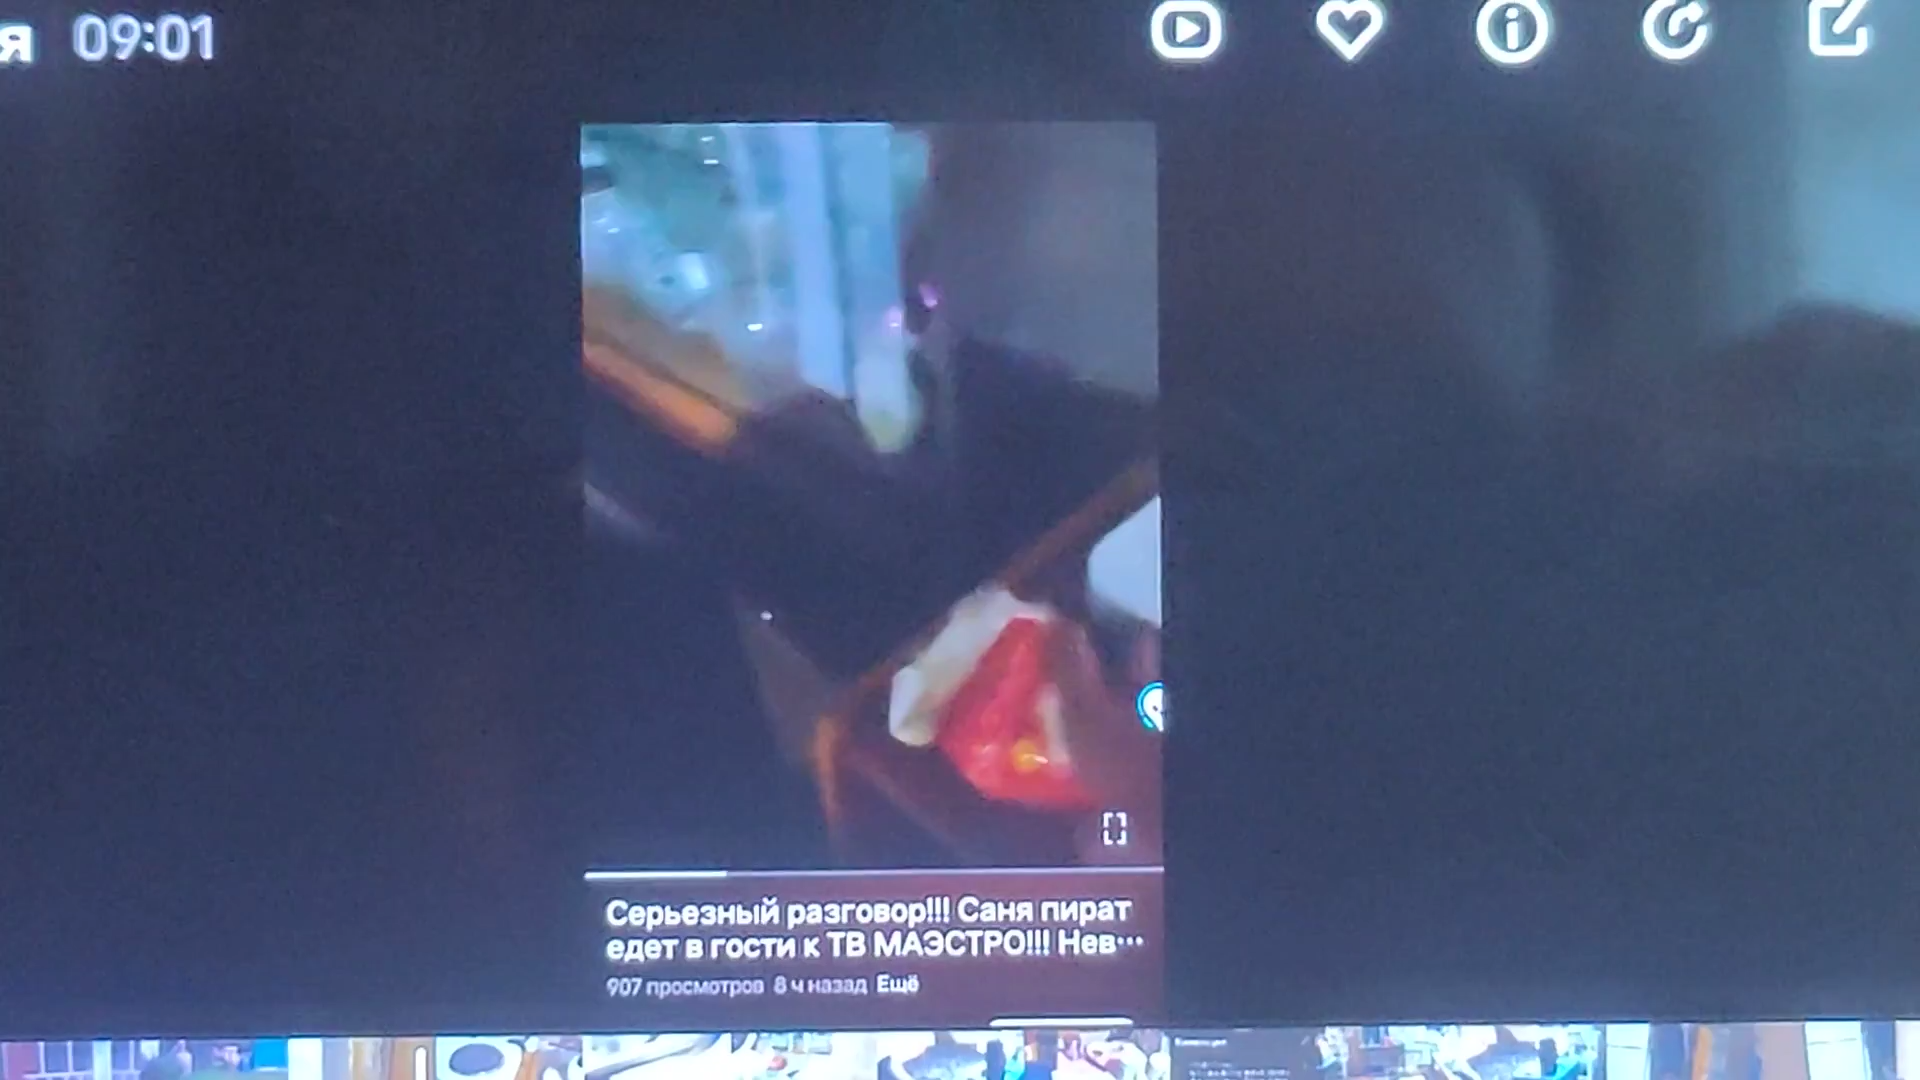 я 09:01
Серьезный разговор!!! Саня пират
едет в гости к ТВ МАЭСТРО!!! Нев...
907 просмотров 8 ч назад Ещё